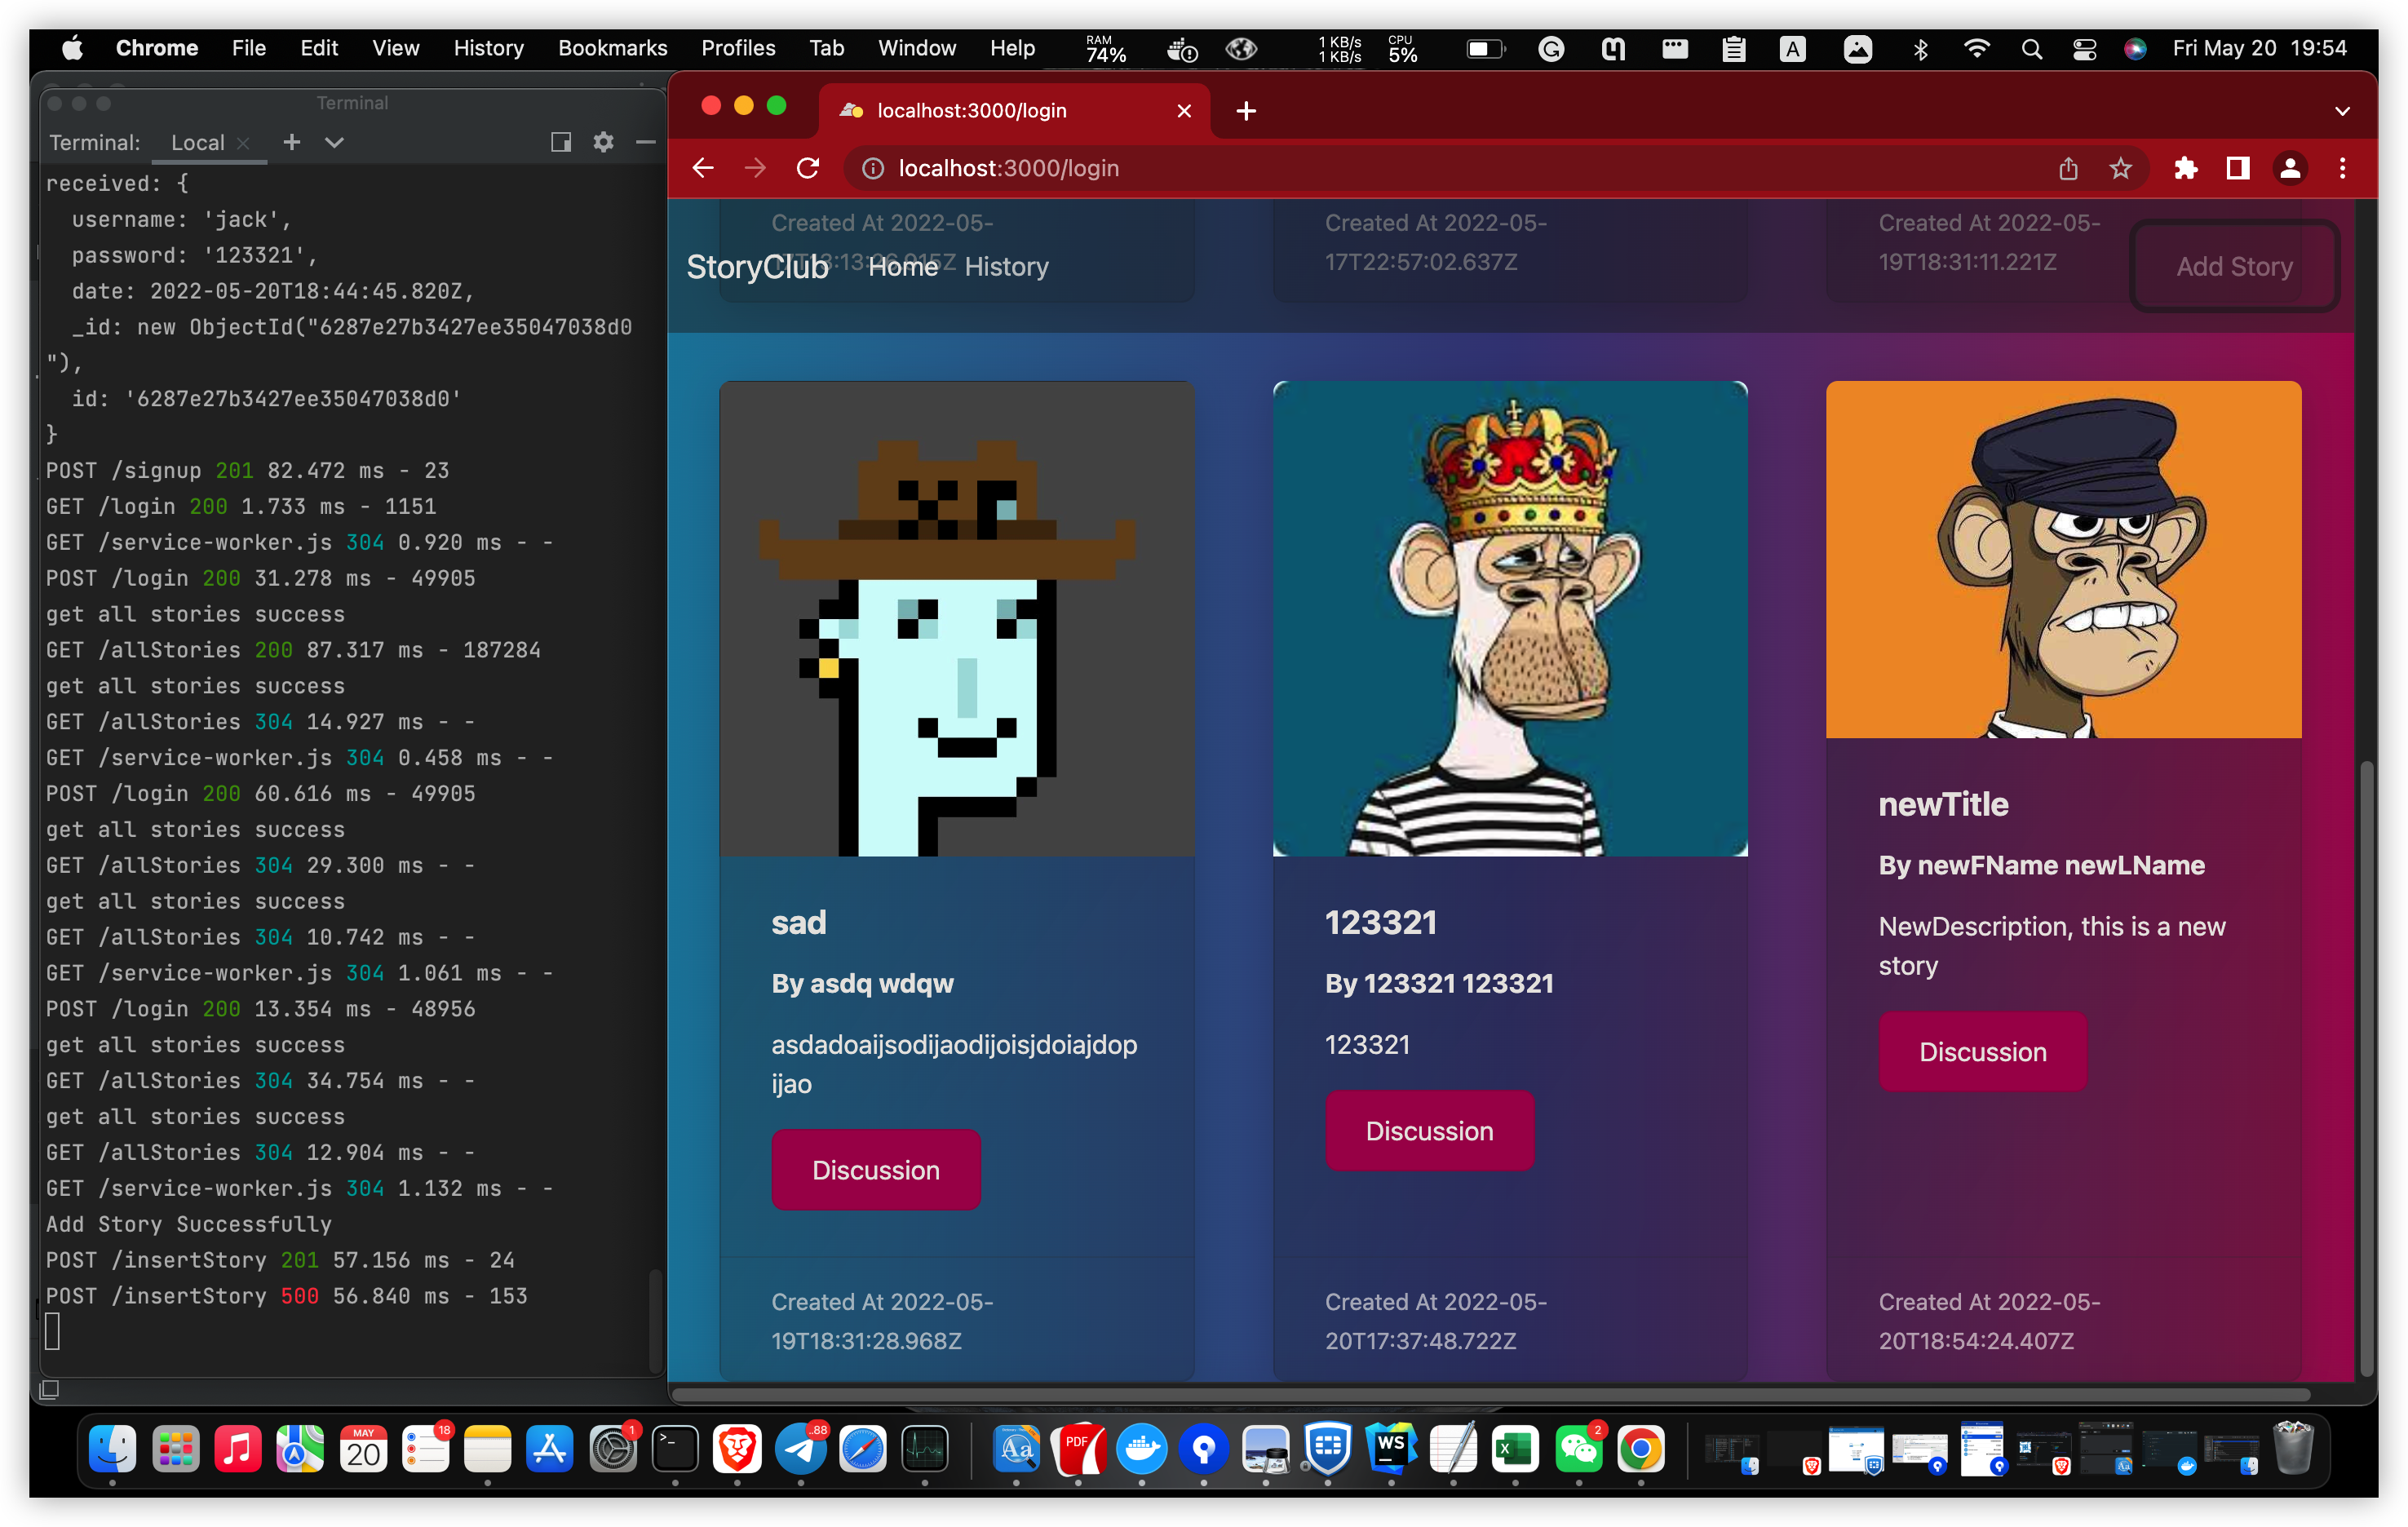 Chrome File Edit View History Bookmarks Profiles Tab Window Help RAM 74% 1 KB/s 1 KB/s CPU 5% A Fri May 20 19:54
Terminal
Terminal: Local
received: {
username: 'jack',
password: '123321',
date: 2022-05-20T18:44:45.820Z,
_id: new ObjectId("6287e27b3427ee35047038d0
"),
id: '6287e27b3427ee35047038d0'
}
POST /signup 201 82.472 ms - 23
GET /login 200 1.733 ms - 1151
GET /service-worker.js 304 0.920 ms - -
POST /login 200 31.278 ms - 49905
get all stories success
GET /allStories 200 87.317 ms - 187284
get all stories success
GET /allStories 304 14.927 ms - -
GET /service-worker.js 304 0.458 ms - -
POST /login 200 60.616 ms - 49905
get all stories success
GET /allStories 304 29.300 ms - -
get all stories success
GET /allStories 304 10.742 ms - -
GET /service-worker.js 304 1.061 ms - -
POST /login 200 13.354 ms - 48956
get all stories success
GET /allStories 304 34.754 ms - -
get all stories success
GET /allStories 304 12.904 ms - -
GET /service-worker.js 304 1.132 ms - -
Add Story Successfully
POST /insertStory 201 57.156 ms - 24
POST /insertStory 500 56.840 ms - 153
localhost:3000/login
localhost:3000/login
StoryClub Home History Add Story
Created At 2022-05-
Created At 2022-05-
17T22:57:02.637Z
Created At 2022-05-
19T18:31:11.221Z
sad
By asdq wdqw
asdadoaijsodijaodijoisjdoiajdop
ijao
Discussion
Created At 2022-05-
19T18:31:28.968Z
123321
By 123321 123321
123321
Discussion
Created At 2022-05-
20T17:37:48.722Z
newTitle
By newFName newLName
NewDescription, this is a new
story
Discussion
Created At 2022-05-
20T18:54:24.407Z
MAY
20
18
1
..88
Aa
PDF
WS
X
2